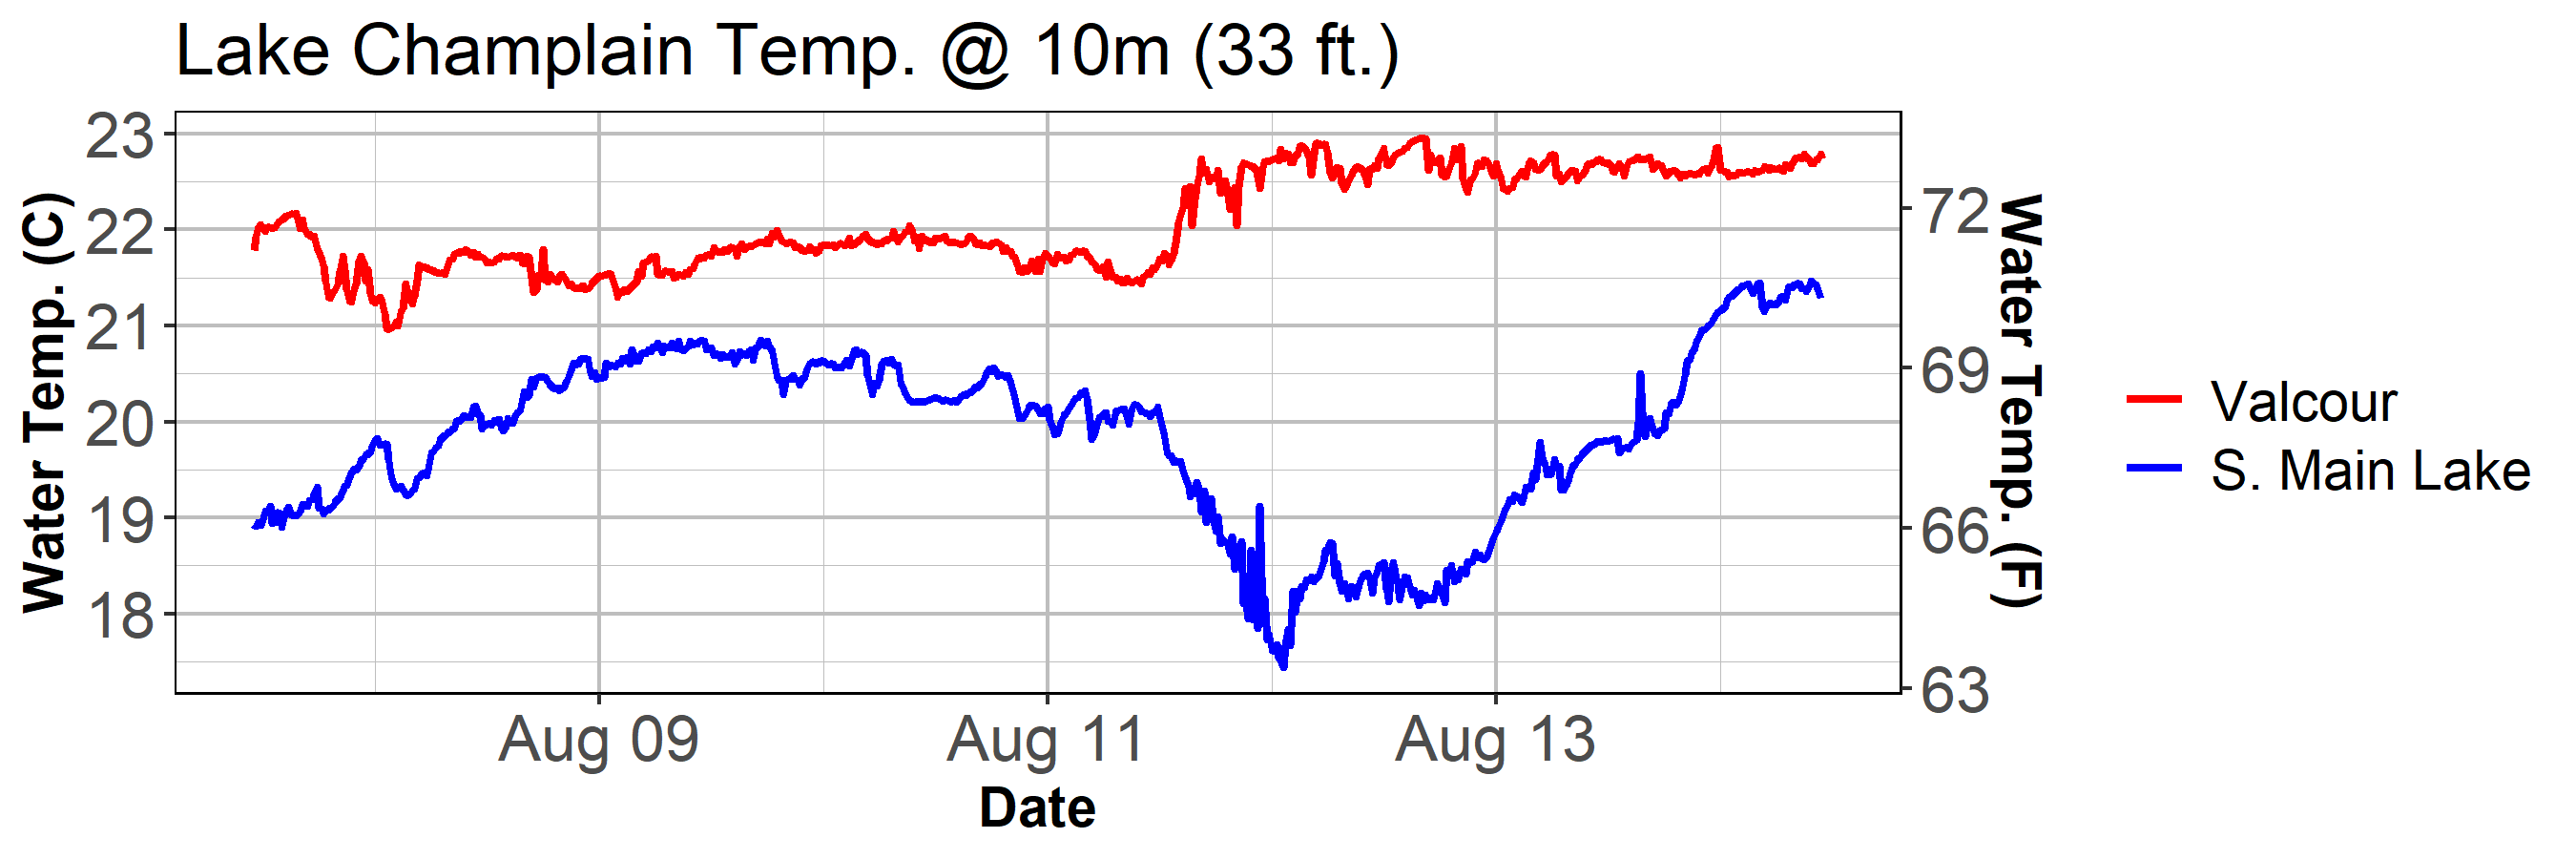 Lake Champlain Temp. @ 10m (33 ft.)
Water Temp. (C)
23
22
21
20
19
18
72
69
66
63
Water Temp. (F)
Aug 09
Aug 11
Aug 13
Date
Valcour
S. Main Lake